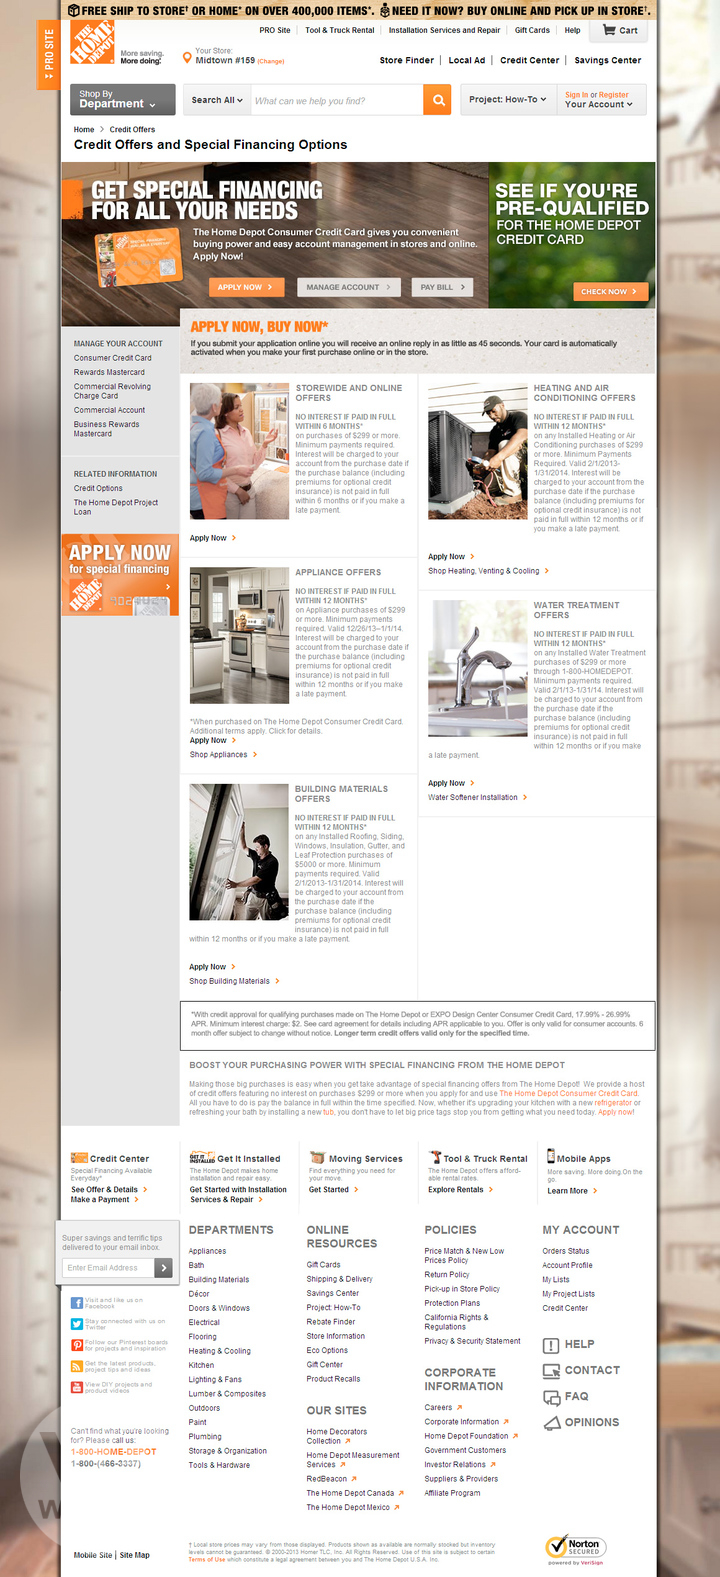 FREE SHIP TO STORE† OR HOME* ON OVER 400,000 ITEMS*. NEED IT NOW? BUY ONLINE AND PICK UP IN STORE†.
PRO SITE
THE HOME DEPOT
More saving.
More doing.
PRO Site
Tool & Truck Rental
Installation Services and Repair
Gift Cards
Help
Cart
Your Store:
Midtown #159 (Change)
Store Finder
Local Ad
Credit Center
Savings Center
Shop By
Department
Search All
What can we help you find?
Project: How-To
Sign In or Register
Your Account
Home > Credit Offers
Credit Offers and Special Financing Options
GET SPECIAL FINANCING
FOR ALL YOUR NEEDS
The Home Depot Consumer Credit Card gives you convenient
buying power and easy account management in stores and online.
Apply Now!
APPLY NOW
MANAGE ACCOUNT
PAY BILL
SEE IF YOU'RE
PRE-QUALIFIED
FOR THE HOME DEPOT
CREDIT CARD
CHECK NOW
MANAGE YOUR ACCOUNT
Consumer Credit Card
Rewards Mastercard
Commercial Revolving
Charge Card
Commercial Account
Business Rewards
Mastercard
RELATED INFORMATION
Credit Options
The Home Depot Project
Loan
APPLY NOW
for special financing
THE HOME DEPOT
APPLY NOW, BUY NOW*
If you submit your application online you will receive an online reply in as little as 45 seconds. Your card is automatically
activated when you make your first purchase online or in the store.
STOREWIDE AND ONLINE
OFFERS
NO INTEREST IF PAID IN FULL
WITHIN 6 MONTHS*
on purchases of $299 or more.
Minimum payments required.
Interest will be charged to your
account from the purchase date if
the purchase balance (including
premiums for optional credit
insurance) is not paid in full
within 6 months or if you make a
late payment.
Apply Now
HEATING AND AIR
CONDITIONING OFFERS
NO INTEREST IF PAID IN FULL
WITHIN 12 MONTHS*
on any Installed Heating or Air
Conditioning purchases of $299
or more. Minimum Payments
Required. Valid 2/1/2013-
1/31/2014. Interest will be
charged to your account from the
purchase date if the purchase
balance (including premiums for
optional credit insurance) is not
paid in full within 12 months or if
you make a late payment.
Apply Now
Shop Heating, Venting & Cooling
APPLIANCE OFFERS
NO INTEREST IF PAID IN FULL
WITHIN 12 MONTHS*
on Appliance purchases of $299
or more. Minimum payments
required. Valid 12/26/13–1/1/14.
Interest will be charged to your
account from the purchase date if
the purchase balance (including
premiums for optional credit
insurance) is not paid in full
within 12 months or if you make
a late payment.
*When purchased on The Home Depot Consumer Credit Card.
Additional terms apply. Click for details.
Apply Now
Shop Appliances
WATER TREATMENT
OFFERS
NO INTEREST IF PAID IN FULL
WITHIN 12 MONTHS*
on any Installed Water Treatment
purchases of $299 or more
through 1-800-HOMEDEPOT.
Minimum payments required.
Valid 2/1/13-1/31/14. Interest will
be charged to your account from
the purchase date if the
purchase balance (including
premiums for optional credit
insurance) is not paid in full
within 12 months or if you make
a late payment.
Apply Now
Water Softener Installation
BUILDING MATERIALS
OFFERS
NO INTEREST IF PAID IN FULL
WITHIN 12 MONTHS*
on any Installed Roofing, Siding,
Windows, Insulation, Gutter, and
Leaf Protection purchases of
$5000 or more. Minimum
payments required. Valid
2/1/2013-1/31/2014. Interest will
be charged to your account from
the purchase date if the
purchase balance (including
premiums for optional credit
insurance) is not paid in full
within 12 months or if you make a late payment.
Apply Now
Shop Building Materials
*With credit approval for qualifying purchases made on The Home Depot or EXPO Design Center Consumer Credit Card, 17.99% - 26.99%
APR. Minimum interest charge: $2. See card agreement for details including APR applicable to you. Offer is only valid for consumer accounts. 6
month offer subject to change without notice. Longer term credit offers valid only for the specified time.
BOOST YOUR PURCHASING POWER WITH SPECIAL FINANCING FROM THE HOME DEPOT
Making those big purchases is easy when you get take advantage of special financing offers from The Home Depot! We provide a host
of credit offers featuring no interest on purchases $299 or more when you apply for and use The Home Depot Consumer Credit Card.
All you have to do is pay the balance in full within the time specified. Now, whether it's upgrading your kitchen with a new refrigerator or
refreshing your bath by installing a new tub, you don't have to let big price tags stop you from getting what you need today. Apply now!
Credit Center
Special Financing Available
Everyday*
See Offer & Details
Make a Payment
GET IT INSTALLED
Get It Installed
The Home Depot makes home
installation and repair easy.
Get Started with Installation
Services & Repair
Moving Services
Find everything you need for
your move.
Get Started
Tool & Truck Rental
The Home Depot offers afford-
able rental rates.
Explore Rentals
Mobile Apps
More saving. More doing.On the
go.
Learn More
Super savings and terrific tips
delivered to your email inbox.
Enter Email Address
Visit and like us on
Facebook
Stay connected with us on
Twitter
Follow our Pinterest boards
for projects and inspiration
Get the latest products,
project tips and ideas
View DIY projects and
product videos
Can't find what you're looking
for? Please call us:
1-800-HOME-DEPOT
1-800-(466-3337)
DEPARTMENTS
Appliances
Bath
Building Materials
Décor
Doors & Windows
Electrical
Flooring
Heating & Cooling
Kitchen
Lighting & Fans
Lumber & Composites
Outdoors
Paint
Plumbing
Storage & Organization
Tools & Hardware
ONLINE
RESOURCES
Gift Cards
Shipping & Delivery
Savings Center
Project: How-To
Rebate Finder
Store Information
Eco Options
Gift Center
Product Recalls
OUR SITES
Home Decorators
Collection
Home Depot Measurement
Services
RedBeacon
The Home Depot Canada
The Home Depot Mexico
POLICIES
Price Match & New Low
Prices Policy
Return Policy
Pick-up in Store Policy
Protection Plans
California Rights &
Regulations
Privacy & Security Statement
CORPORATE
INFORMATION
Careers
Corporate Information
Home Depot Foundation
Government Customers
Investor Relations
Suppliers & Providers
Affiliate Program
MY ACCOUNT
Orders Status
Account Profile
My Lists
My Project Lists
Credit Center
HELP
CONTACT
FAQ
OPINIONS
Mobile Site | Site Map
† Local store prices may vary from those displayed. Products shown as available are normally stocked but inventory
levels cannot be guaranteed. © 2000-2013 Homer TLC, Inc. All Rights Reserved. Use of this site is subject to certain
Terms of Use which constitute a legal agreement between you and The Home Depot U.S.A. Inc.
Norton
SECURED
powered by VeriSign